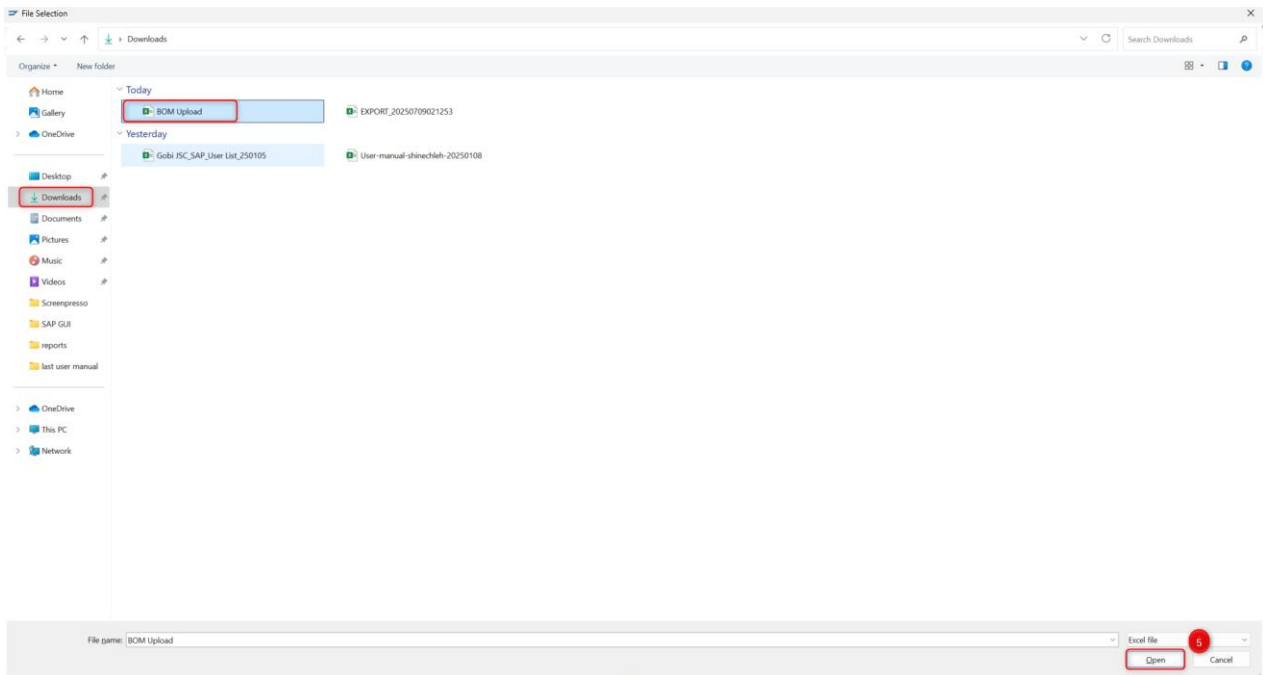 File Selection
Downloads
Search Downloads
Organize
New folder
Home
Gallery
OneDrive
Desktop
Downloads
Documents
Pictures
Music
Videos
Screenpresso
SAP GUI
reports
last user manual
OneDrive
This PC
Network
Today
BOM Upload
EXPORT_20250709021253
Yesterday
Gobi JSC_SAP_User List_250105
User-manual-shinechleh-20250108
File name: BOM Upload
Excel file
5
Open
Cancel